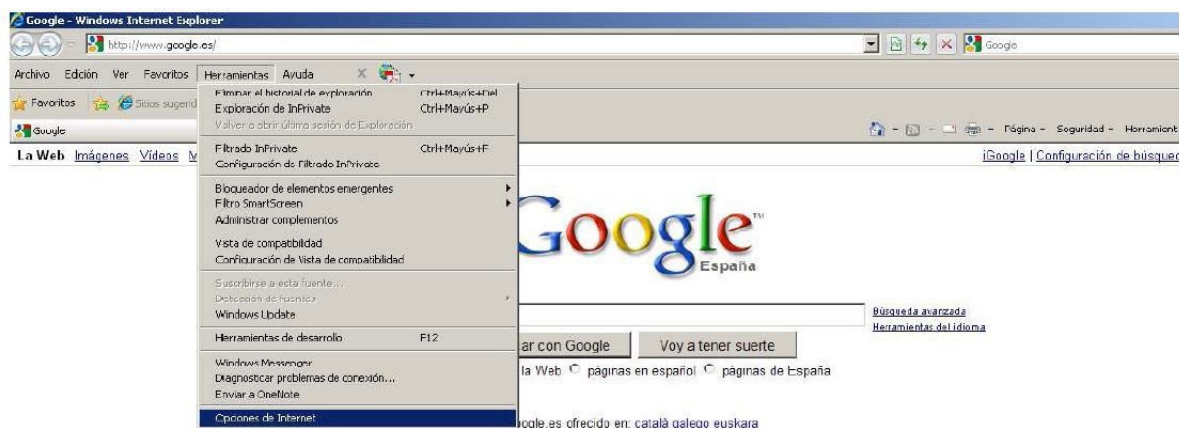 Google - Windows Internet Explorer
http://www.google.es/
Google
Archivo Edición Ver Favoritos Herramientas Ayuda
Favoritos Sitios sugerid
Google
Página Seguridad Herramient
La Web Imágenes Vídeos M
iGoogle | Configuración de búsqued
Eliminar el historial de exploración Ctrl+Mayús+Del
Exploración de InPrivate Ctrl+Mayús+P
Volver a abrir última sesión de Exploración
Filtrado InPrivate Ctrl+Mayús+F
Configuración de Filtrado InPrivate
Bloqueador de elementos emergentes
Filtro SmartScreen
Administrar complementos
Vista de compatibilidad
Configuración de Vista de compatibilidad
Suscribirse a esta fuente...
Detección de fuentes
Windows Update
Herramientas de desarrollo F12
Windows Messenger
Diagnosticar problemas de conexión...
Enviar a OneNote
Opciones de Internet
Google™
España
Búsqueda avanzada
Herramientas del idioma
ar con Google Voy a tener suerte
la Web páginas en español páginas de España
oogle.es ofrecido en: català galego euskara